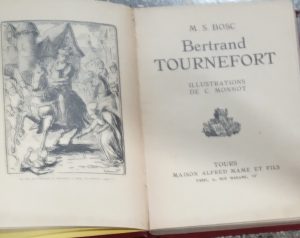 M. S. BOSC
Bertrand
TOURNEFORT
ILLUSTRATIONS
DE C. MONNOT
TOURS
MAISON ALFRED MAME ET FILS